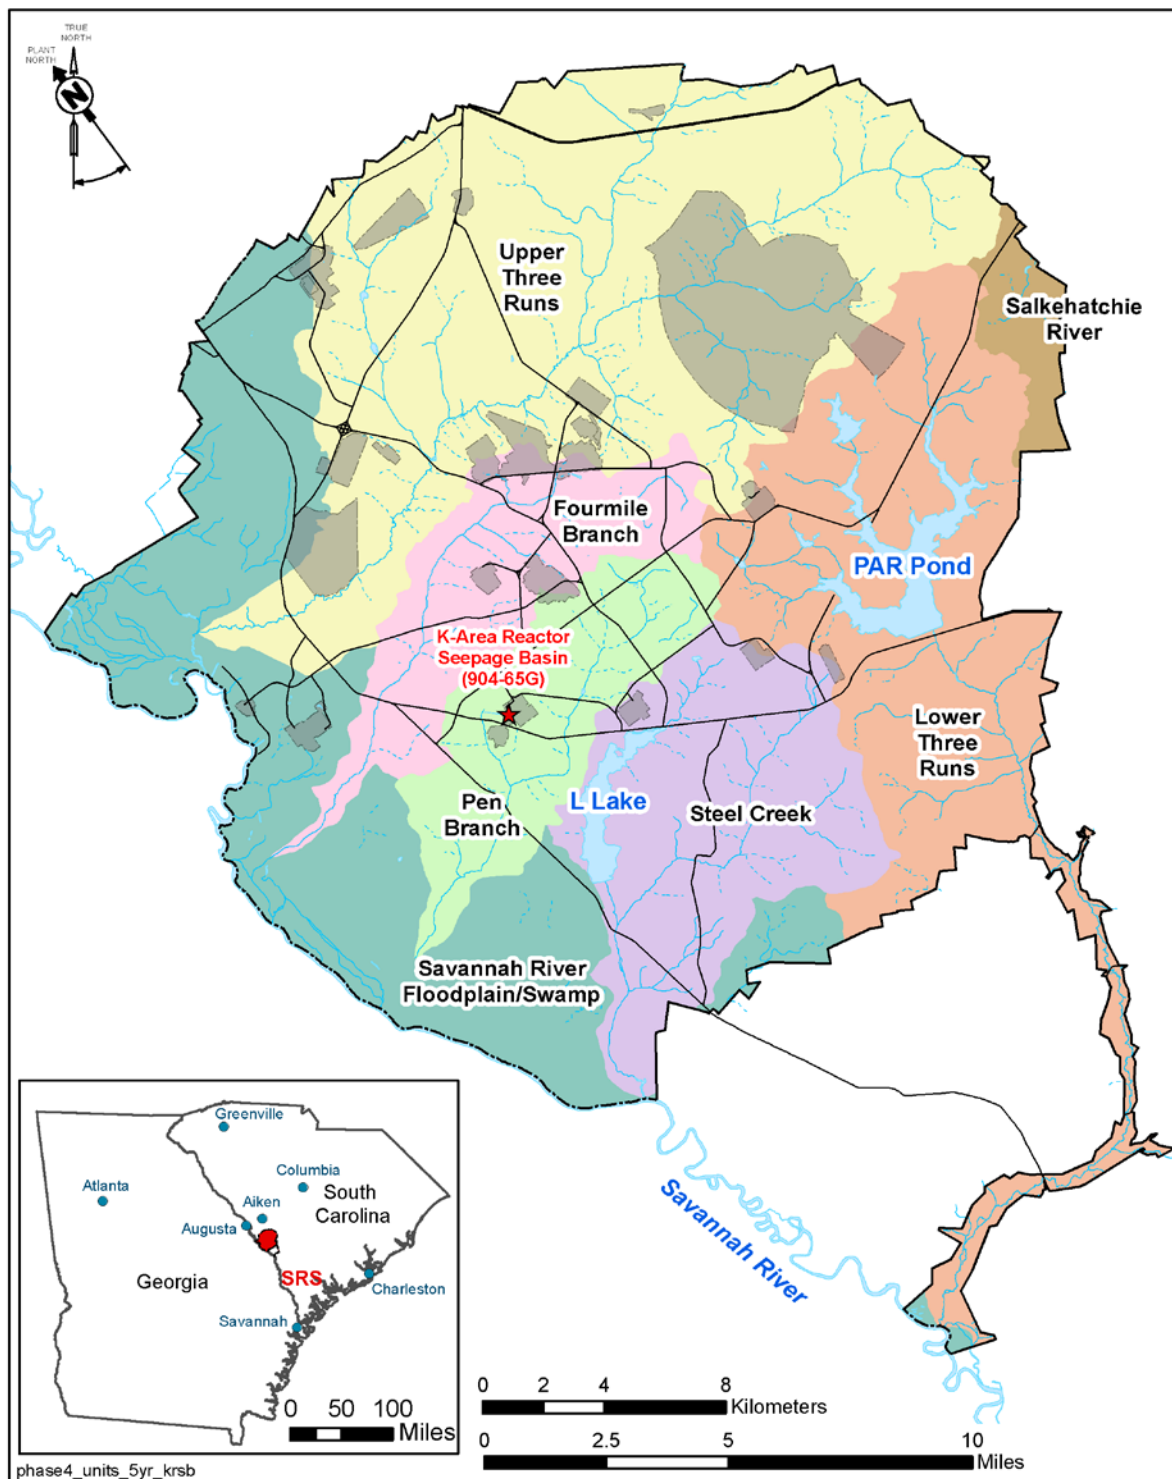 TRUE
NORTH
PLANT
NORTH
N
Upper
Three
Runs
Salkehatchie
River
Fourmile
Branch
PAR Pond
K-Area Reactor
Seepage Basin
(904-65G)
Lower
Three
Runs
Pen
Branch
L Lake
Steel Creek
Savannah River
Floodplain/Swamp
Savannah River
Greenville
Columbia
Atlanta
Aiken
South
Carolina
Augusta
Georgia
SRS
Charleston
Savannah
0 50 100
Miles
0 2 4 8
Kilometers
0 2.5 5 10
Miles
phase4_units_5yr_krsb